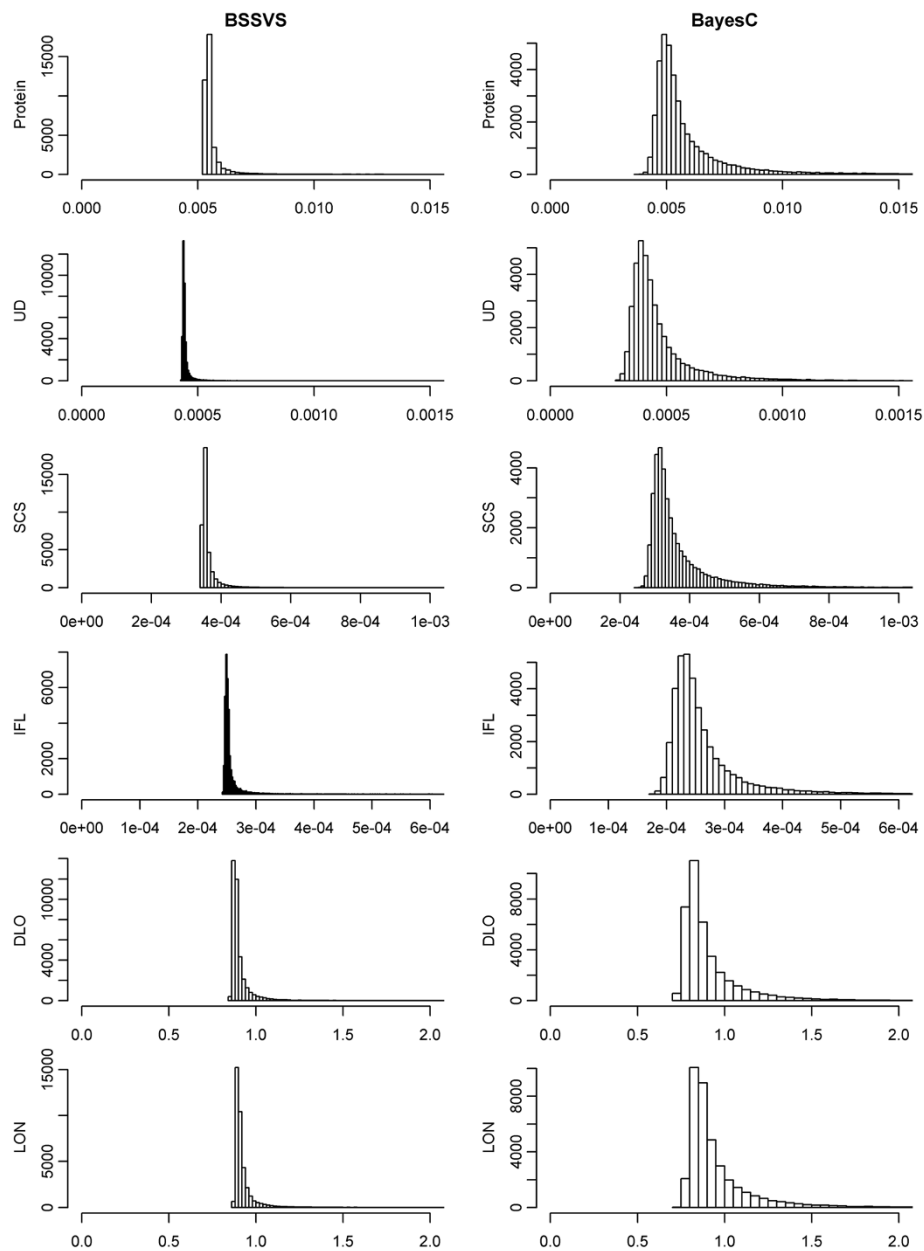 BSSVS BayesC
Protein
0 5000 15000
0.000 0.005 0.010 0.015
Protein
0 2000 4000
0.000 0.005 0.010 0.015
UD
0 4000 10000
0.0000 0.0005 0.0010 0.0015
UD
0 2000 4000
0.0000 0.0005 0.0010 0.0015
SCS
0 5000 15000
0e+00 2e-04 4e-04 6e-04 8e-04 1e-03
SCS
0 2000 4000
0e+00 2e-04 4e-04 6e-04 8e-04 1e-03
IFL
0 2000 6000
0e+00 1e-04 2e-04 3e-04 4e-04 5e-04 6e-04
IFL
0 2000 4000
0e+00 1e-04 2e-04 3e-04 4e-04 5e-04 6e-04
DLO
0 4000 10000
0.0 0.5 1.0 1.5 2.0
DLO
0 4000 8000
0.0 0.5 1.0 1.5 2.0
LON
0 5000 15000
0.0 0.5 1.0 1.5 2.0
LON
0 4000 8000
0.0 0.5 1.0 1.5 2.0